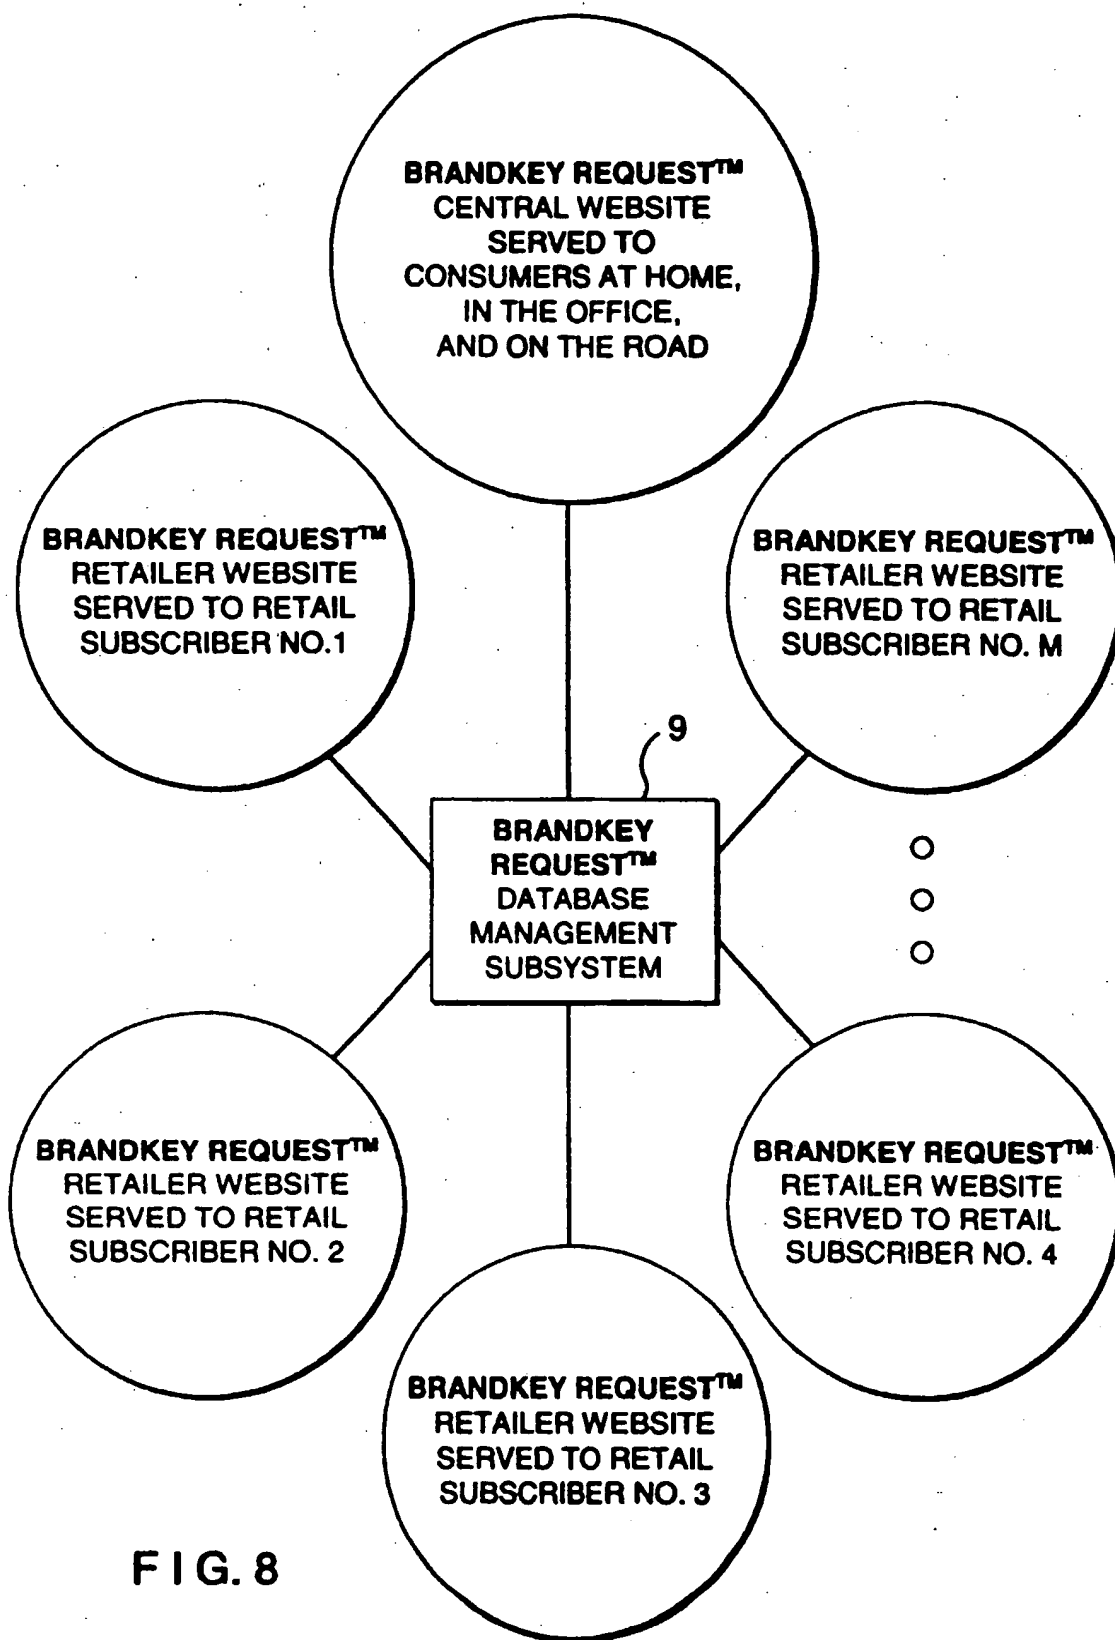 BRANDKEY REQUEST™
CENTRAL WEBSITE
SERVED TO
CONSUMERS AT HOME,
IN THE OFFICE,
AND ON THE ROAD
BRANDKEY REQUEST™
RETAILER WEBSITE
SERVED TO RETAIL
SUBSCRIBER NO.1
BRANDKEY REQUEST™
RETAILER WEBSITE
SERVED TO RETAIL
SUBSCRIBER NO. M
9
BRANDKEY
REQUEST™
DATABASE
MANAGEMENT
SUBSYSTEM
BRANDKEY REQUEST™
RETAILER WEBSITE
SERVED TO RETAIL
SUBSCRIBER NO. 2
BRANDKEY REQUEST™
RETAILER WEBSITE
SERVED TO RETAIL
SUBSCRIBER NO. 4
BRANDKEY REQUEST™
RETAILER WEBSITE
SERVED TO RETAIL
SUBSCRIBER NO. 3
FIG. 8